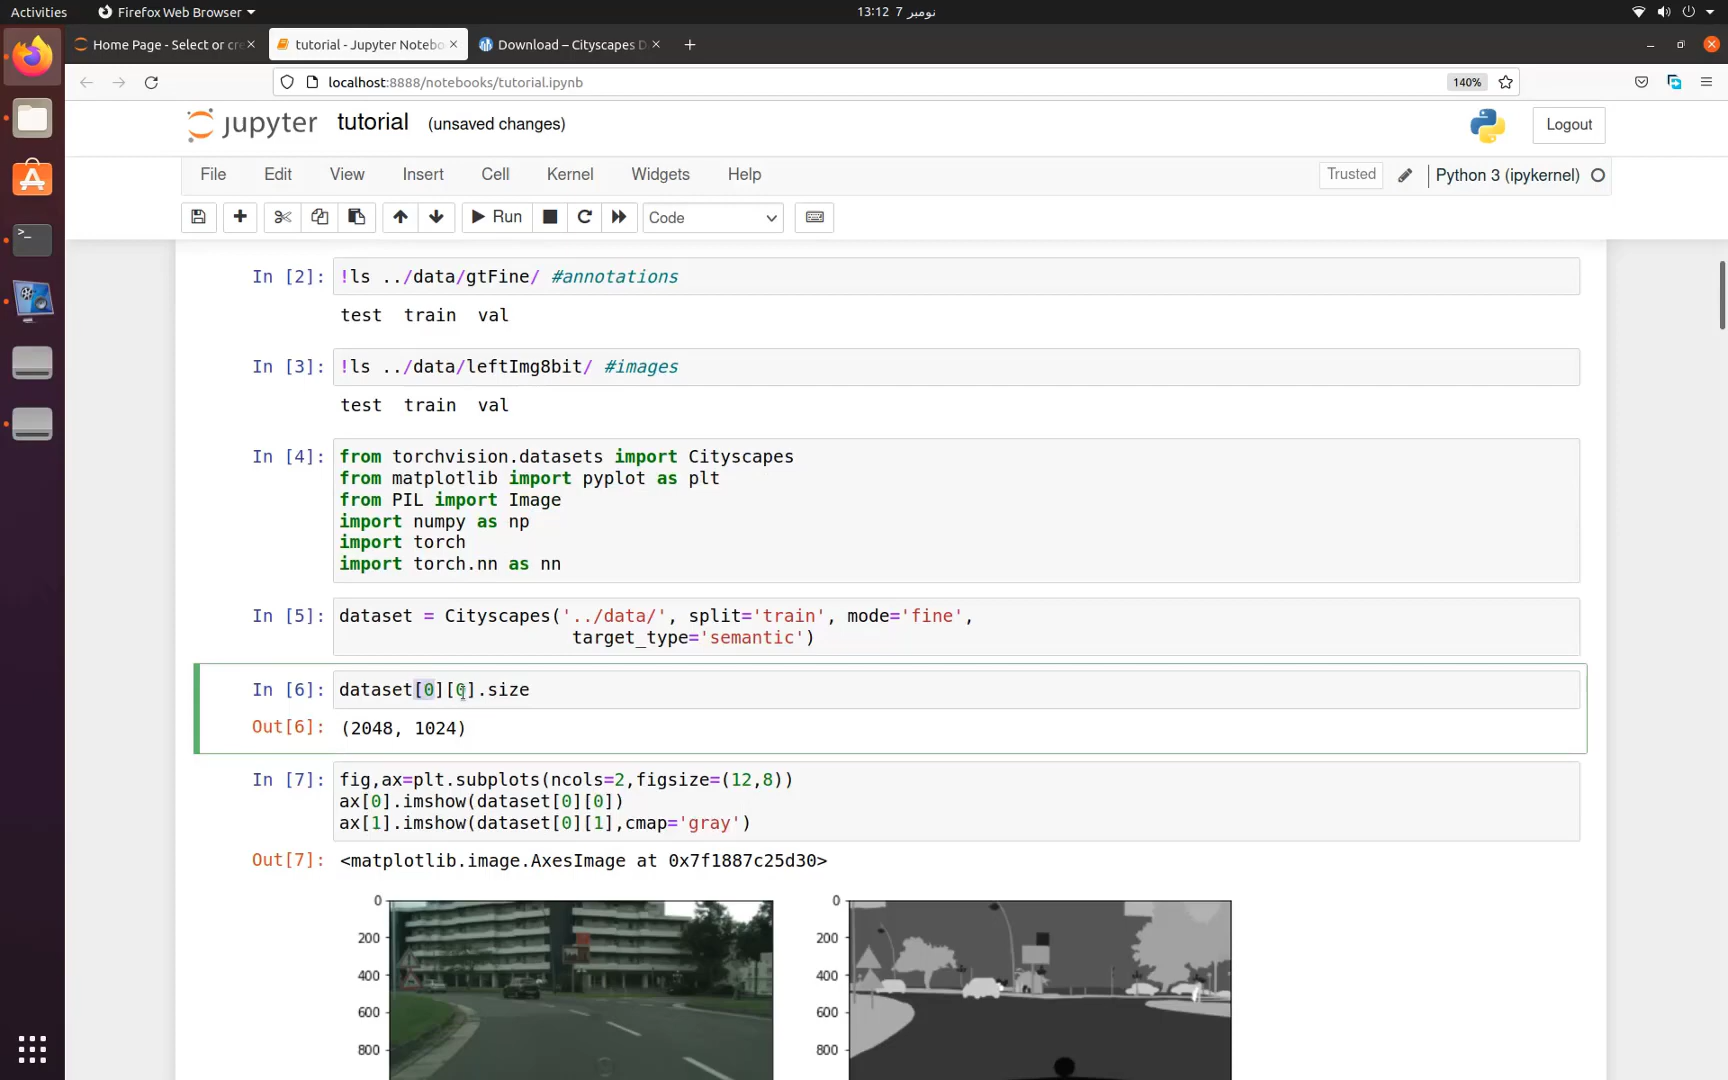 Activities
Firefox Web Browser
نومبر 7 13:12
Home Page - Select or cr
tutorial - Jupyter Notebo
Download – Cityscapes D
localhost:8888/notebooks/tutorial.ipynb
140%
jupyter
tutorial
(unsaved changes)
Logout
File
Edit
View
Insert
Cell
Kernel
Widgets
Help
Trusted
Python 3 (ipykernel)
Run
Code
In [2]:
!ls ../data/gtFine/ #annotations
test train val
In [3]:
!ls ../data/leftImg8bit/ #images
test train val
In [4]:
from torchvision.datasets import Cityscapes
from matplotlib import pyplot as plt
from PIL import Image
import numpy as np
import torch
import torch.nn as nn
In [5]:
dataset = Cityscapes('../data/', split='train', mode='fine',
target_type='semantic')
In [6]:
dataset[0][0].size
Out[6]:
(2048, 1024)
In [7]:
fig,ax=plt.subplots(ncols=2,figsize=(12,8))
ax[0].imshow(dataset[0][0])
ax[1].imshow(dataset[0][1],cmap='gray')
Out[7]:
<matplotlib.image.AxesImage at 0x7f1887c25d30>
0
200
400
600
800
0
200
400
600
800